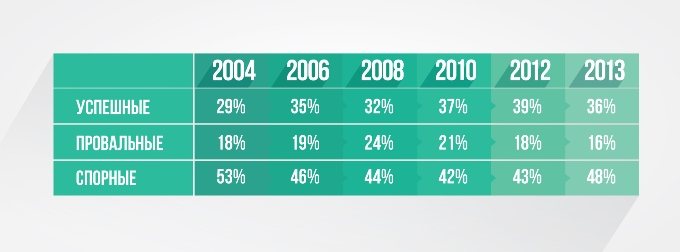 2004 2006 2008 2010 2012 2013
УСПЕШНЫЕ 29% 35% 32% 37% 39% 36%
ПРОВАЛЬНЫЕ 18% 19% 24% 21% 18% 16%
СПОРНЫЕ 53% 46% 44% 42% 43% 48%